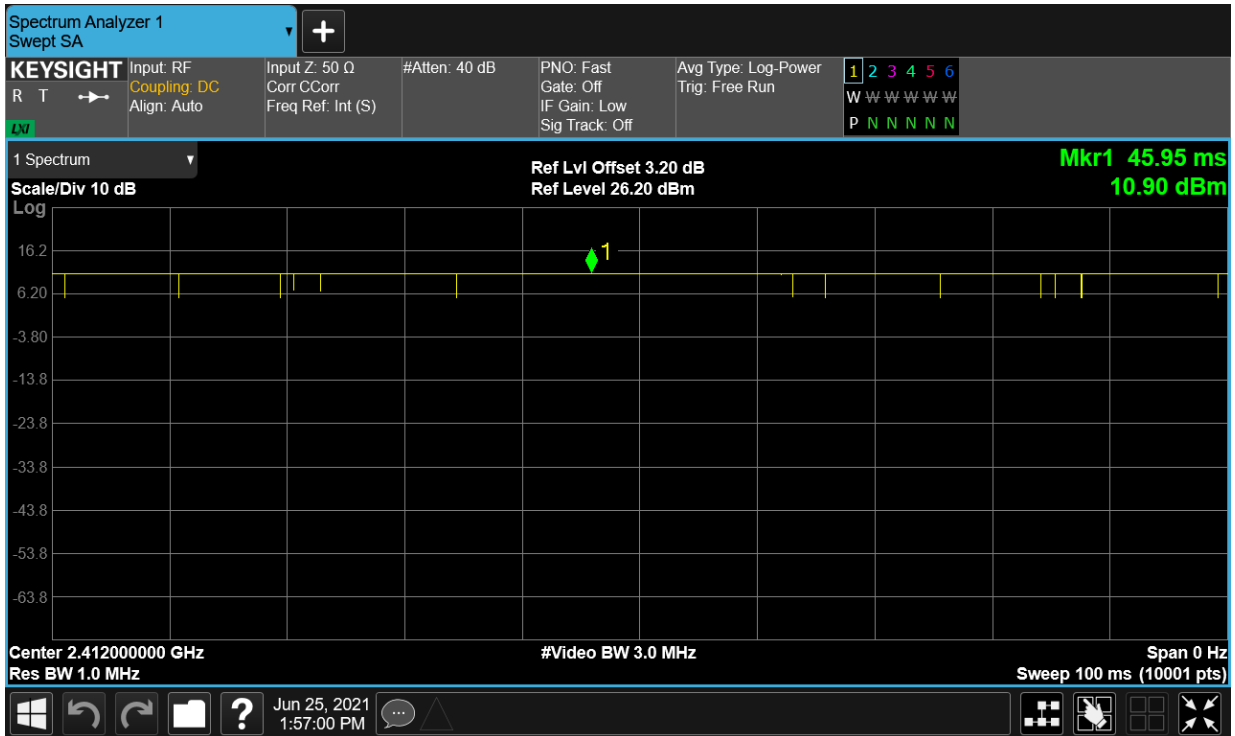 Spectrum Analyzer 1
Swept SA
KEYSIGHT
R T
LXI
Input: RF
Coupling: DC
Align: Auto
Input Z: 50 Ω
Corr CCorr
Freq Ref: Int (S)
#Atten: 40 dB
PNO: Fast
Gate: Off
IF Gain: Low
Sig Track: Off
Avg Type: Log-Power
Trig: Free Run
1 2 3 4 5 6
W W W W W W
P N N N N N
1 Spectrum
Scale/Div 10 dB
Log
Ref Lvl Offset 3.20 dB
Ref Level 26.20 dBm
Mkr1 45.95 ms
10.90 dBm
1
16.2
6.20
-3.80
-13.8
-23.8
-33.8
-43.8
-53.8
-63.8
Center 2.412000000 GHz
Res BW 1.0 MHz
#Video BW 3.0 MHz
Span 0 Hz
Sweep 100 ms (10001 pts)
?
Jun 25, 2021
1:57:00 PM